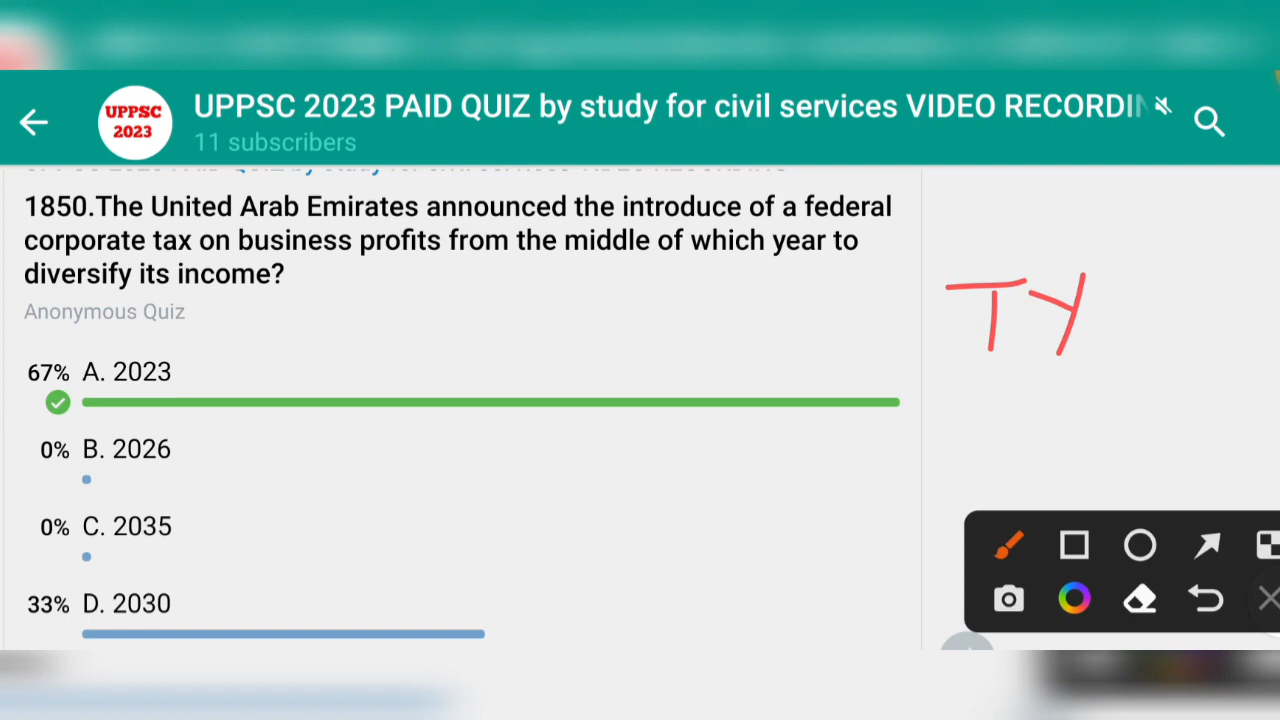 UPPSC
2023
UPPSC 2023 PAID QUIZ by study for civil services VIDEO RECORDIN
11 subscribers
1850.The United Arab Emirates announced the introduce of a federal
corporate tax on business profits from the middle of which year to
diversify its income?
Anonymous Quiz
67% A. 2023
0% B. 2026
0% C. 2035
33% D. 2030
TY